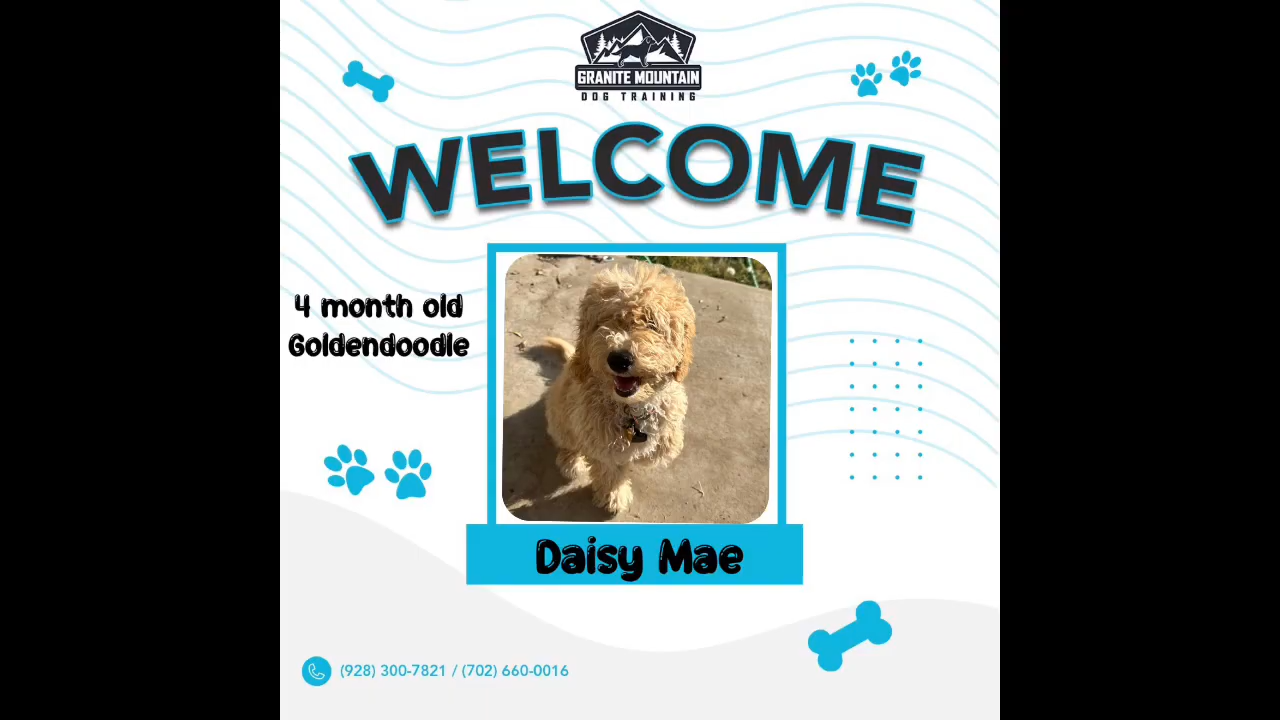 GRANITE MOUNTAIN
DOG TRAINING
WELCOME
4 month old
Goldendoodle
Daisy Mae
(928) 300-7821 / (702) 660-0016